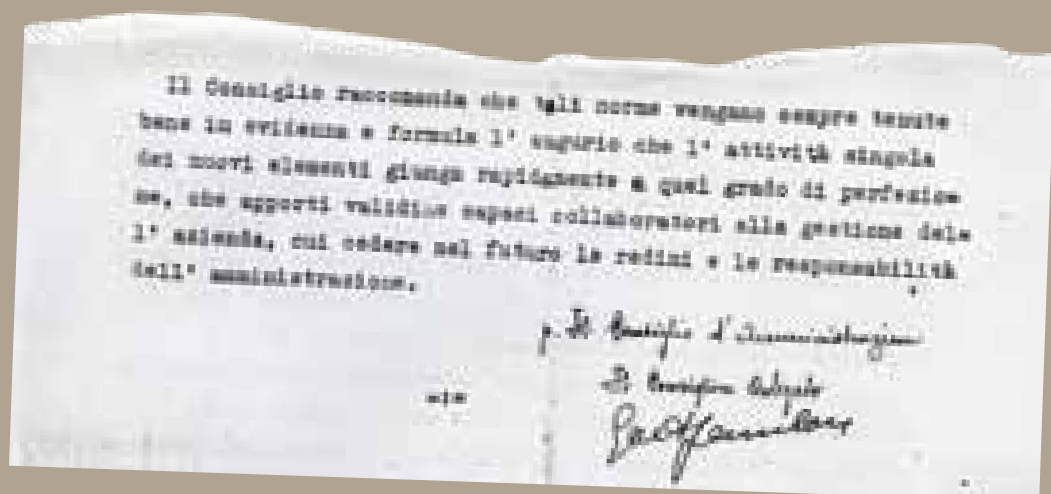 Il Consiglio raccomanda che tali norme vengano sempre tenute
bene in evidenza e formula l' augurio che l' attività singola
dei nuovi elementi giunga rapidamente a quel grado di perfezio=
ne, che apporti validi e capaci collaboratori alla gestione del=
l' azienda, cui cedere nel futuro le redini e le responsabilità
dell' amministrazione.
p. Il Consiglio d'Amministrazione
Il Consigliere Delegato